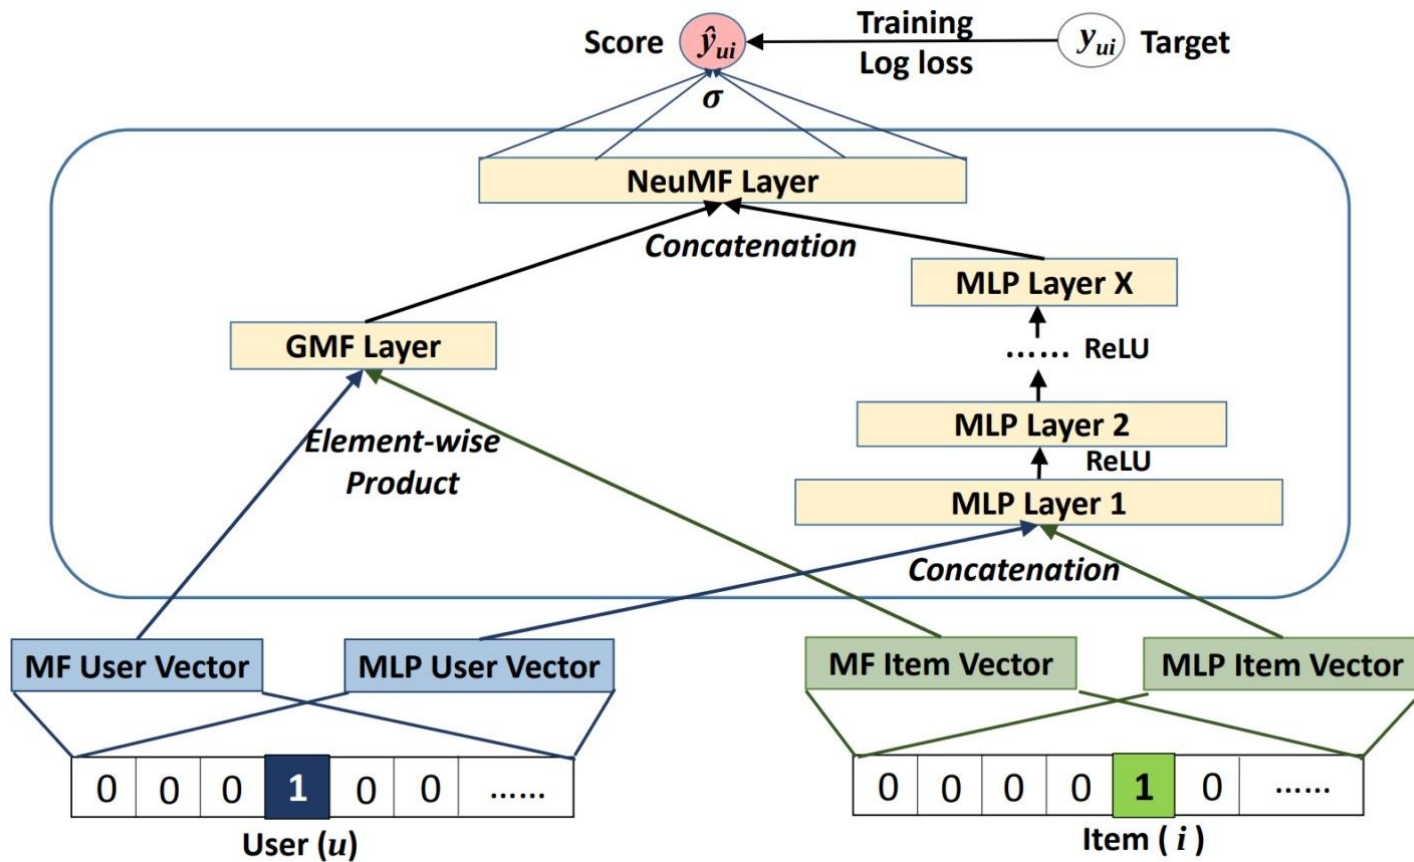 Score ŷui Training yui Target
Log loss
σ
NeuMF Layer
Concatenation
MLP Layer X
GMF Layer
...... ReLU
Element-wise
Product
MLP Layer 2
ReLU
MLP Layer 1
Concatenation
MF User Vector MLP User Vector MF Item Vector MLP Item Vector
0 0 0 1 0 0 ...... 0 0 0 0 1 0 ......
User (u) Item ( i )